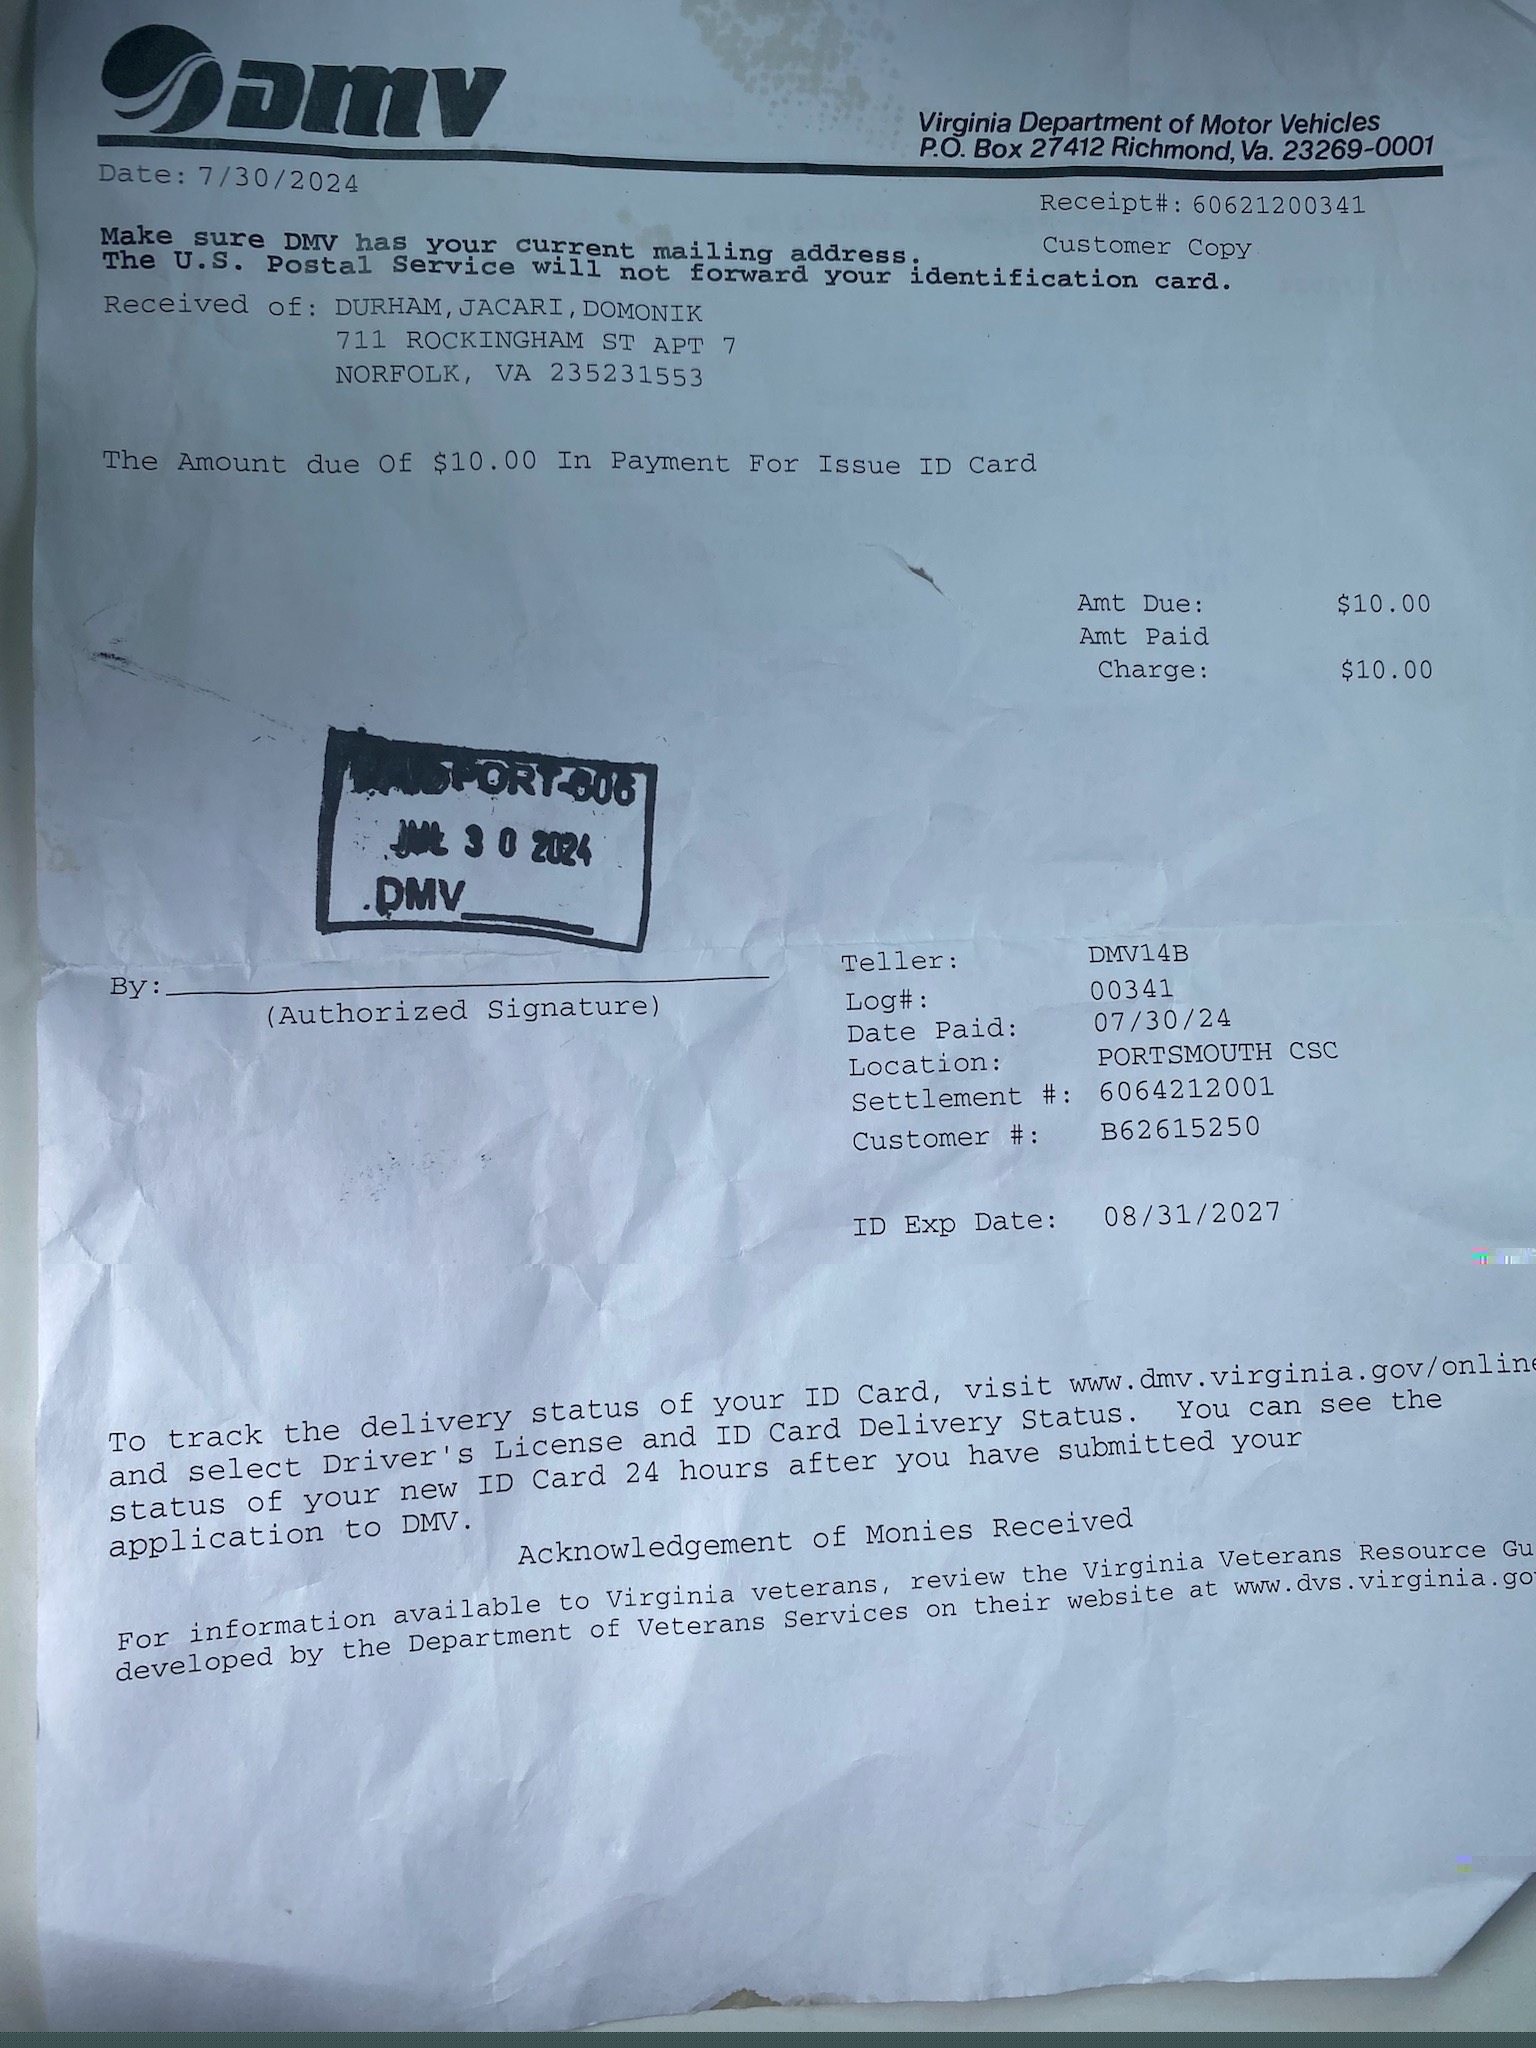 DMV
Virginia Department of Motor Vehicles
P.O. Box 27412 Richmond, Va. 23269-0001
Date: 7/30/2024
Receipt#: 60621200341
Make sure DMV has your current mailing address.
Customer Copy
The U.S. Postal Service will not forward your identification card.
Received of: DURHAM,JACARI,DOMONIK
711 ROCKINGHAM ST APT 7
NORFOLK, VA 235231553
The Amount due Of $10.00 In Payment For Issue ID Card
Amt Due: $10.00
Amt Paid
Charge: $10.00
JUL 30 2024
DMV
By:
(Authorized Signature)
Teller: DMV14B
Log#: 00341
Date Paid: 07/30/24
Location: PORTSMOUTH CSC
Settlement #: 6064212001
Customer #: B62615250
ID Exp Date: 08/31/2027
To track the delivery status of your ID Card, visit www.dmv.virginia.gov/online
and select Driver's License and ID Card Delivery Status. You can see the
status of your new ID Card 24 hours after you have submitted your
application to DMV.
Acknowledgement of Monies Received
For information available to Virginia veterans, review the Virginia Veterans Resource Gu
developed by the Department of Veterans Services on their website at www.dvs.virginia.go